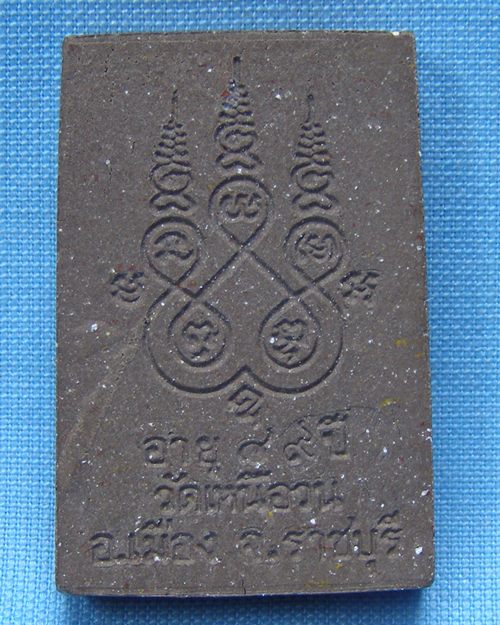 อายุ ๔๙ ปี
วัดเหนือวน
อ.เมือง จ.ราชบุรี